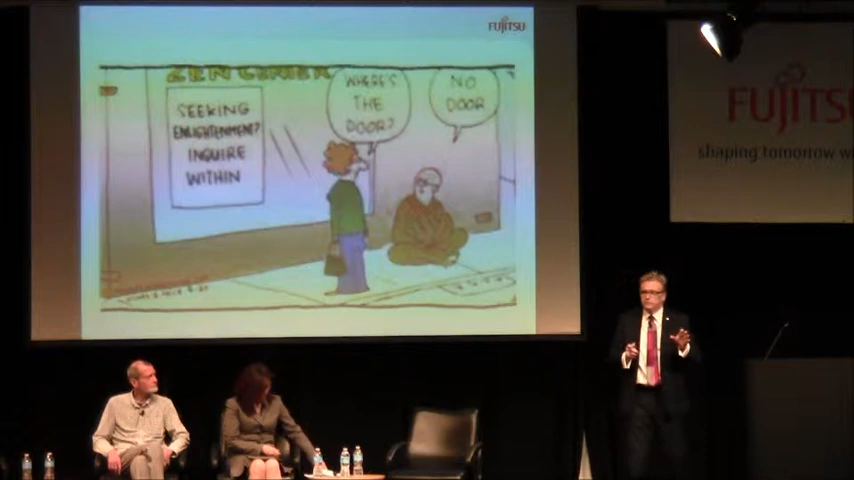 FUJITSU
ZEN CENTER
SEEKING
ENLIGHTENMENT?
INQUIRE
WITHIN
WHERE'S
THE
DOOR?
NO
DOOR
FUJITSU
shaping tomorrow w